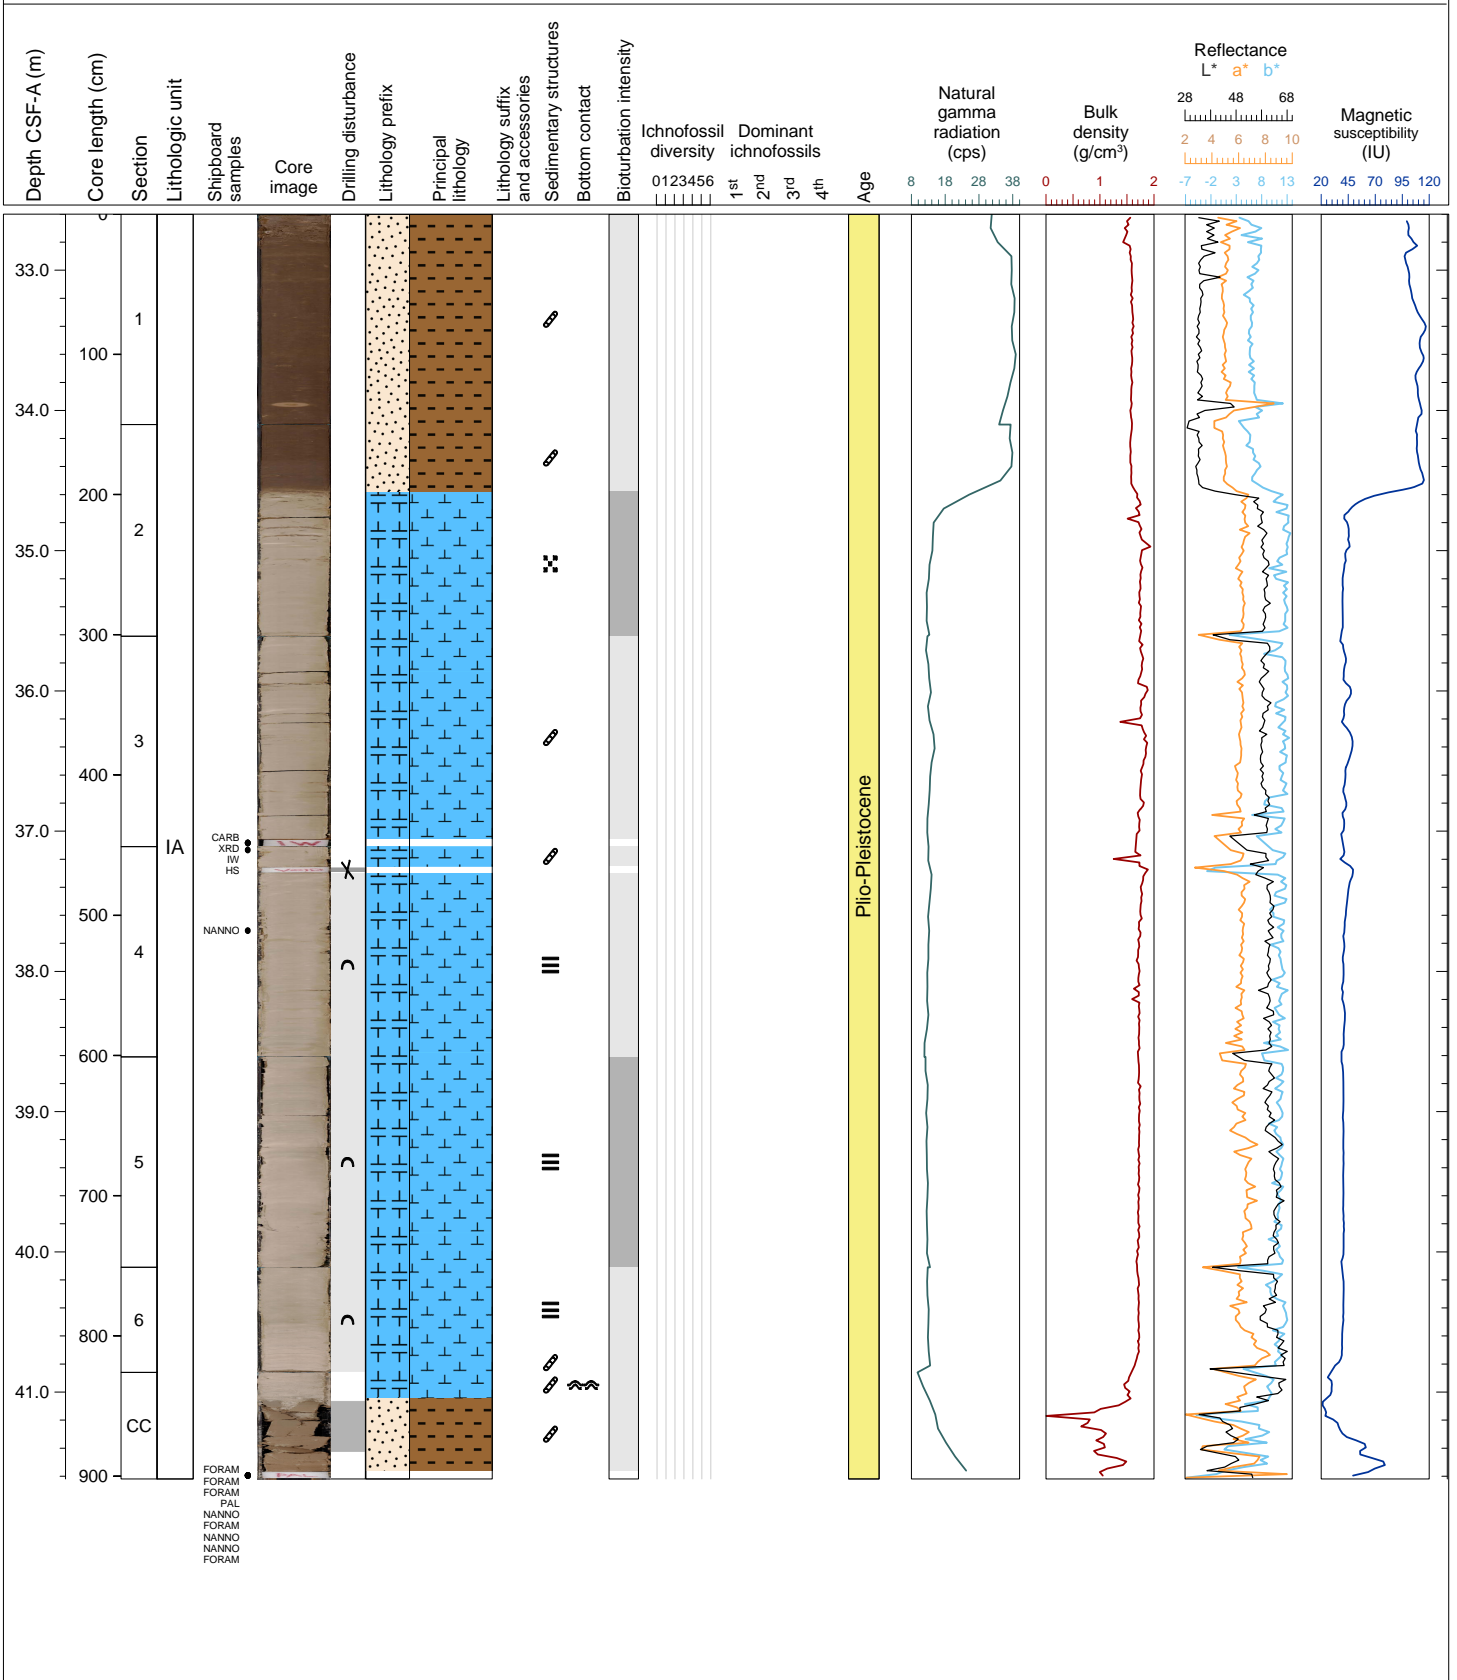 Depth CSF-A (m)
Core length (cm)
Section
Lithologic unit
Shipboard
samples
Core
image
Drilling disturbance
Lithology prefix
Principal
lithology
Lithology suffix
and accessories
Sedimentary structures
Bottom contact
Bioturbation intensity
Ichnofossil
diversity
0123456
Dominant
ichnofossils
1st
2nd
3rd
4th
Age
Natural
gamma
radiation
(cps)
8 18 28 38
Bulk
density
(g/cm³)
0 1 2
Reflectance
L* a* b*
28 48 68
2 4 6 8 10
-7 -2 3 8 13
Magnetic
susceptibility
(IU)
20 45 70 95 120
0
33.0
1
100
34.0
200
2
35.0
300
36.0
3
400
37.0
IA
CARB
XRD
IW
HS
IW
500
NANNO
4
38.0
600
39.0
5
700
40.0
6
800
41.0
CC
900
Plio-Pleistocene
FORAM
FORAM
FORAM
PAL
NANNO
FORAM
NANNO
NANNO
FORAM
PAL